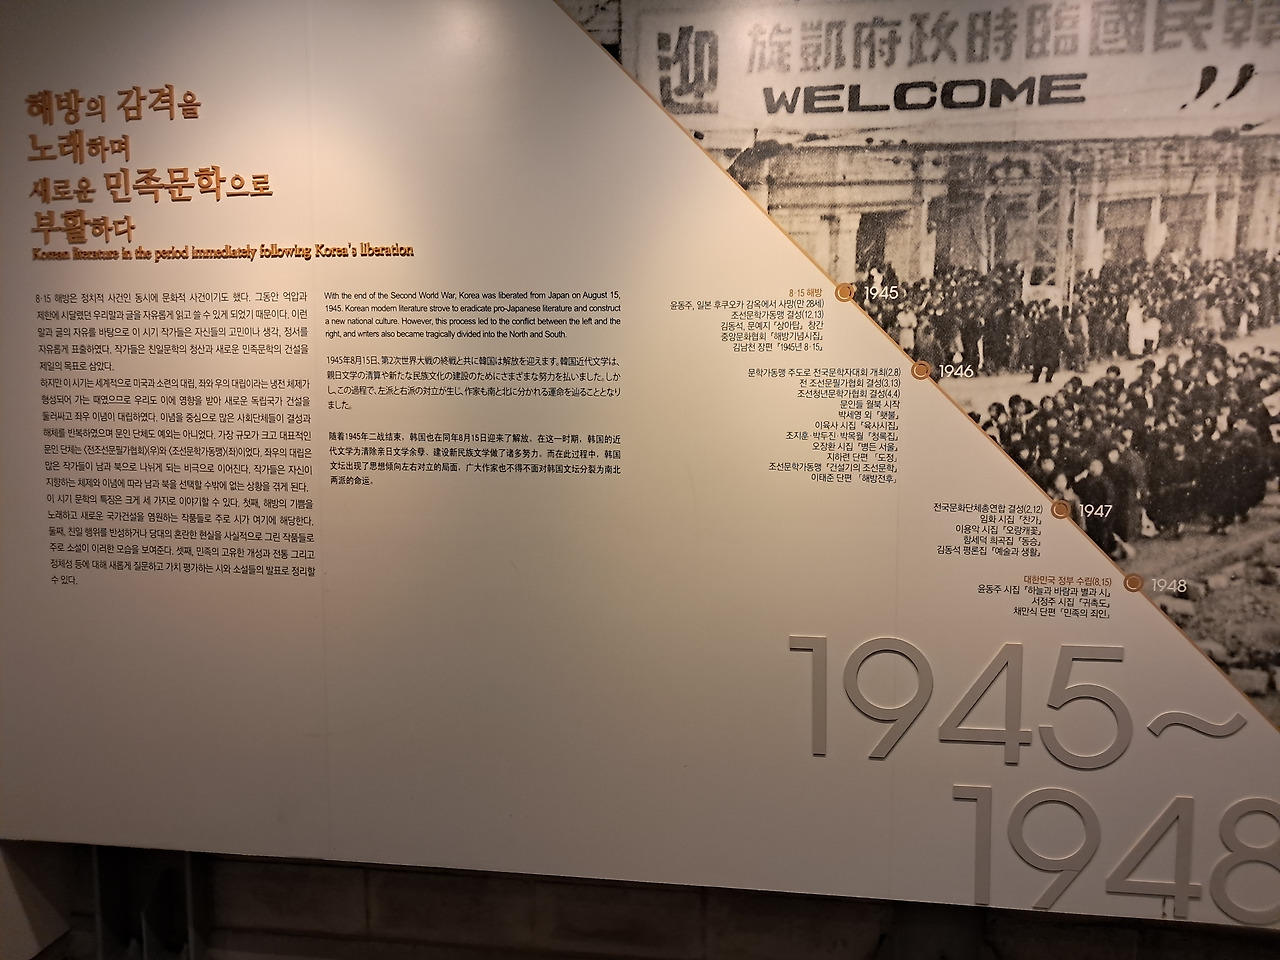 해방의 감격을
노래하며
새로운 민족문학으로
부활하다
Korean literature in the period immediately following Korea's liberation
8·15 해방은 정치적 사건인 동시에 문화적 사건이기도 했다. 그동안 억압과
제한에 시달렸던 우리말과 글을 자유롭게 읽고 쓸 수 있게 되었기 때문이다. 이런
말과 글의 자유를 바탕으로 이 시기 작가들은 자신들의 고민이나 생각, 정서를
자유롭게 표출하였다. 작가들은 친일문학의 청산과 새로운 민족문학의 건설을
제일의 목표로 삼았다.
하지만 이 시기는 세계적으로 미국과 소련의 대립, 좌와 우의 대립이라는 냉전 체제가
형성되어 가는 때였으므로 우리도 이에 영향을 받아 새로운 독립국가 건설을
둘러싸고 좌우 이념이 대립하였다. 이념을 중심으로 많은 사회단체들이 결성과
해체를 반복하였으며 문인 단체도 예외는 아니었다. 가장 규모가 크고 대표적인
문인 단체는 〈전조선문필가협회〉(우)와 〈조선문학가동맹〉(좌)이었다. 좌우의 대립은
많은 작가들이 남과 북으로 나뉘게 되는 비극으로 이어진다. 작가들은 자신이
지향하는 체제와 이념에 따라 남과 북을 선택할 수밖에 없는 상황을 겪게 된다.
이 시기 문학의 특징은 크게 세 가지로 이야기할 수 있다. 첫째, 해방의 기쁨을
노래하고 새로운 국가건설을 염원하는 작품들로 주로 시가 여기에 해당한다.
둘째, 친일 행위를 반성하거나 당대의 혼란한 현실을 사실적으로 그린 작품들로
주로 소설이 이러한 모습을 보여준다. 셋째, 민족의 고유한 개성과 전통 그리고
정체성 등에 대해 새롭게 질문하고 가치 평가하는 시와 소설들의 발표로 정리할
수 있다.
With the end of the Second World War, Korea was liberated from Japan on August 15,
1945. Korean modern literature strove to eradicate pro-Japanese literature and construct
a new national culture. However, this process led to the conflict between the left and the
right, and writers also became tragically divided into the North and South.
1945年8月15日、第2次世界大戦の終戦と共に韓国は解放を迎えます。韓国近代文学は、
親日文学の清算や新たな民族文化の建設のためにさまざまな努力を払いました。しか
し、この過程で、左派と右派の対立が生し、作家も南と北に分かれる運命を辿ることとなり
ました。
随着1945年二战结束，韩国也在同年8月15日迎来了解放。在这一时期，韩国的近
代文学为清除亲日文学余孽、建设新民族文学做了诸多努力。而在此过程中，韩国
文坛出现了思想倾向左右对立的局面，广大作家也不得不面对韩国文坛分裂为南北
两派的命运。
迎
旋凱府政時臨國民韓
WELCOME !!
8·15 해방
1945
윤동주, 일본 후쿠오카 감옥에서 사망(만 28세)
조선문학가동맹 결성(12,13)
김동석, 문예지 「상아탑」 창간
중앙문화협회 「해방기념시집」
김남천 장편 「1945년 8·15」
문학가동맹 주도로 전국문학자대회 개최(2,8)
1946
전 조선문필가협회 결성(3,13)
조선청년문학가협회 결성(4,4)
문인들 월북 시작
박세영 외 「횃불」
이육사 시집 「육사시집」
조지훈·박두진·박목월 「청록집」
오장환 시집 「병든 서울」
지하련 단편 「도정」
조선문학가동맹 「건설기의 조선문학」
이태준 단편 「해방전후」
전국문화단체총연합 결성(2,12)
1947
임화 시집 「찬가」
이용악 시집 「오랑캐꽃」
함세덕 희곡집 「동승」
김동석 평론집 「예술과 생활」
대한민국 정부 수립(8,15)
1948
윤동주 시집 「하늘과 바람과 별과 시」
서정주 시집 「귀촉도」
채만식 단편 「민족의 죄인」
1945~
1948